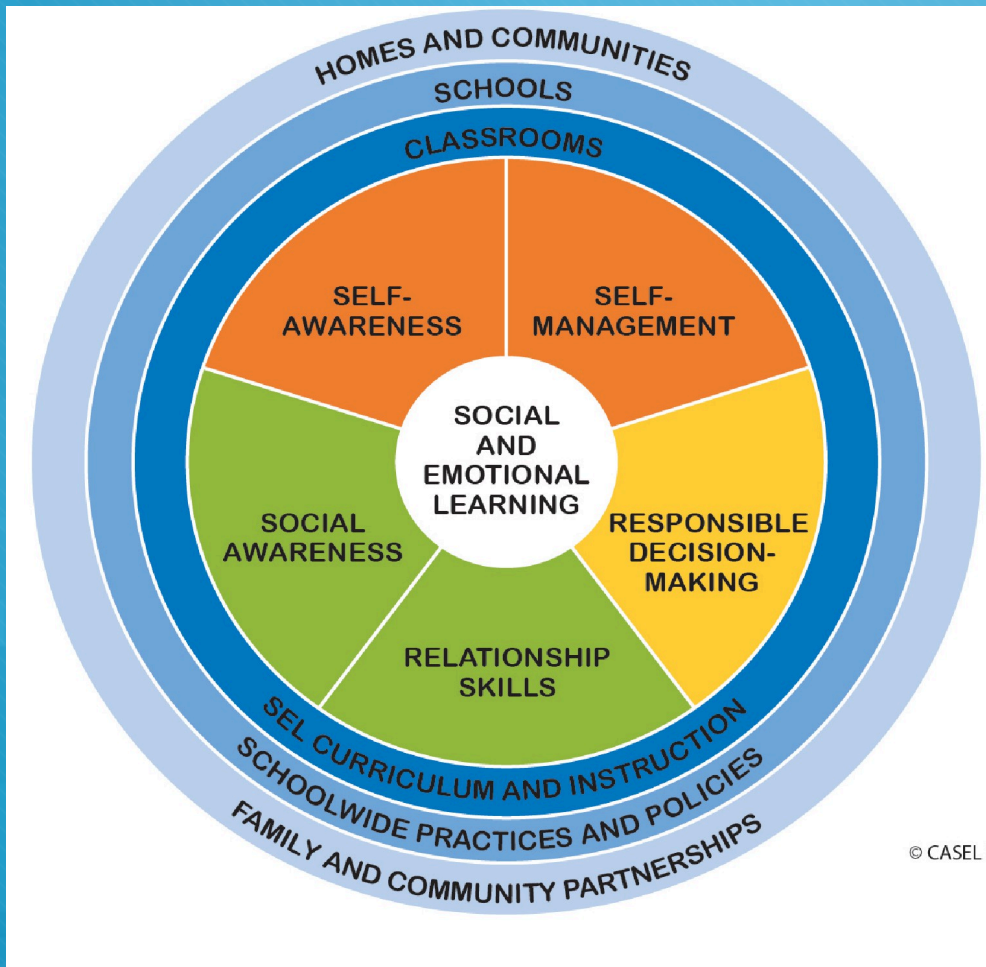 HOMES AND COMMUNITIES
SCHOOLS
CLASSROOMS
SELF-
AWARENESS
SELF-
MANAGEMENT
SOCIAL
AND
EMOTIONAL
LEARNING
SOCIAL
AWARENESS
RESPONSIBLE
DECISION-
MAKING
RELATIONSHIP
SKILLS
SEL CURRICULUM AND INSTRUCTION
SCHOOLWIDE PRACTICES AND POLICIES
FAMILY AND COMMUNITY PARTNERSHIPS
© CASEL